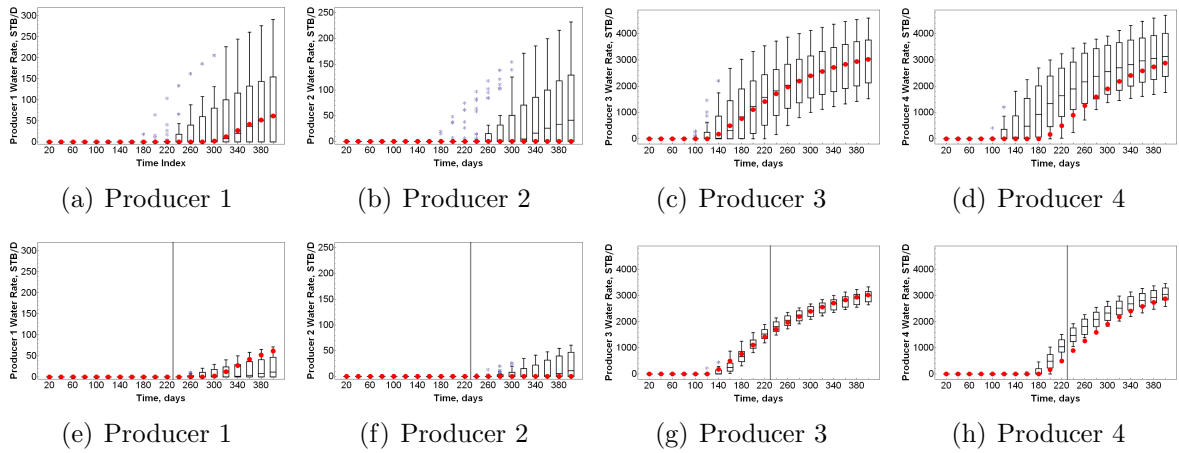 Producer 1 Water Rate, STB/D
300
250
200
150
100
50
0
20 60 100 140 180 220 260 300 340 380
Time Index
(a) Producer 1
Producer 2 Water Rate, STB/D
250
200
150
100
50
0
20 60 100 140 180 220 260 300 340 380
Time, days
(b) Producer 2
Producer 3 Water Rate, STB/D
4000
3000
2000
1000
0
20 60 100 140 180 220 260 300 340 380
Time, days
(c) Producer 3
Producer 4 Water Rate, STB/D
4000
3000
2000
1000
0
20 60 100 140 180 220 260 300 340 380
Time, days
(d) Producer 4
Producer 1 Water Rate, STB/D
300
250
200
150
100
50
0
20 60 100 140 180 220 260 300 340 380
Time, days
(e) Producer 1
Producer 2 Water Rate, STB/D
250
200
150
100
50
0
20 60 100 140 180 220 260 300 340 380
Time, days
(f) Producer 2
Producer 3 Water Rate, STB/D
4000
3000
2000
1000
0
20 60 100 140 180 220 260 300 340 380
Time, days
(g) Producer 3
Producer 4 Water Rate, STB/D
4000
3000
2000
1000
0
20 60 100 140 180 220 260 300 340 380
Time, days
(h) Producer 4